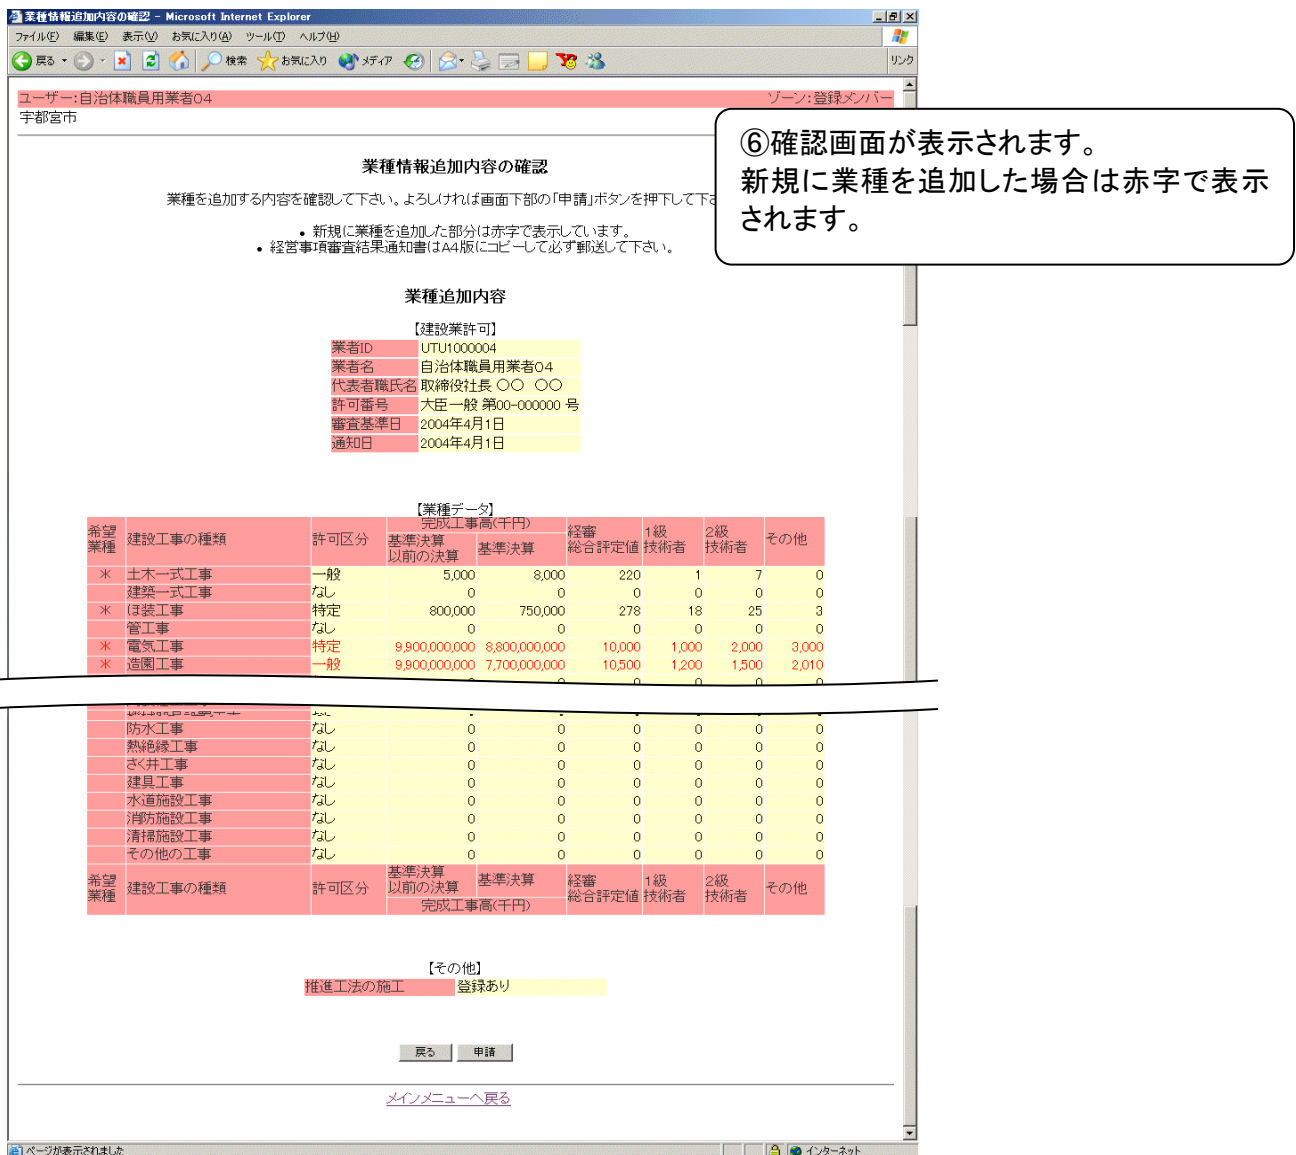 業種情報追加内容の確認 - Microsoft Internet Explorer
ファイル(F) 編集(E) 表示(V) お気に入り(A) ツール(T) ヘルプ(H)
戻る 検索 お気に入り メディア リンク
ユーザー:自治体職員用業者04 ゾーン:登録メンバー
宇都宮市
⑥確認画面が表示されます。
新規に業種を追加した場合は赤字で表示
されます。
業種情報追加内容の確認
業種を追加する内容を確認して下さい。よろしければ画面下部の「申請」ボタンを押下して下
• 新規に業種を追加した部分は赤字で表示しています。
• 経営事項審査結果通知書はA4版にコピーして必ず郵送して下さい。
業種追加内容
【建設業許可】
業者ID UTU1000004
業者名 自治体職員用業者04
代表者職氏名 取締役社長 〇〇 〇〇
許可番号 大臣一般 第00-000000 号
審査基準日 2004年4月1日
通知日 2004年4月1日
【業種データ】
希望業種 建設工事の種類 許可区分 完成工事高(千円) 基準決算以前の決算 基準決算 経審総合評定値 1級技術者 2級技術者 その他
* 土木一式工事 一般 5,000 8,000 220 1 7 0
建築一式工事 なし 0 0 0 0 0 0
* ほ装工事 特定 800,000 750,000 278 18 25 3
管工事 なし 0 0 0 0 0 0
* 電気工事 特定 9,900,000,000 8,800,000,000 10,000 1,000 2,000 3,000
* 造園工事 一般 9,900,000,000 7,700,000,000 10,500 1,200 1,500 2,010
防水工事 なし 0 0 0 0 0 0
熱絶縁工事 なし 0 0 0 0 0 0
さく井工事 なし 0 0 0 0 0 0
建具工事 なし 0 0 0 0 0 0
水道施設工事 なし 0 0 0 0 0 0
消防施設工事 なし 0 0 0 0 0 0
清掃施設工事 なし 0 0 0 0 0 0
その他の工事 なし 0 0 0 0 0 0
希望業種 建設工事の種類 許可区分 基準決算以前の決算 基準決算 完成工事高(千円) 経審総合評定値 1級技術者 2級技術者 その他
【その他】
推進工法の施工 登録あり
戻る 申請
メインメニューへ戻る
ページが表示されました インターネット